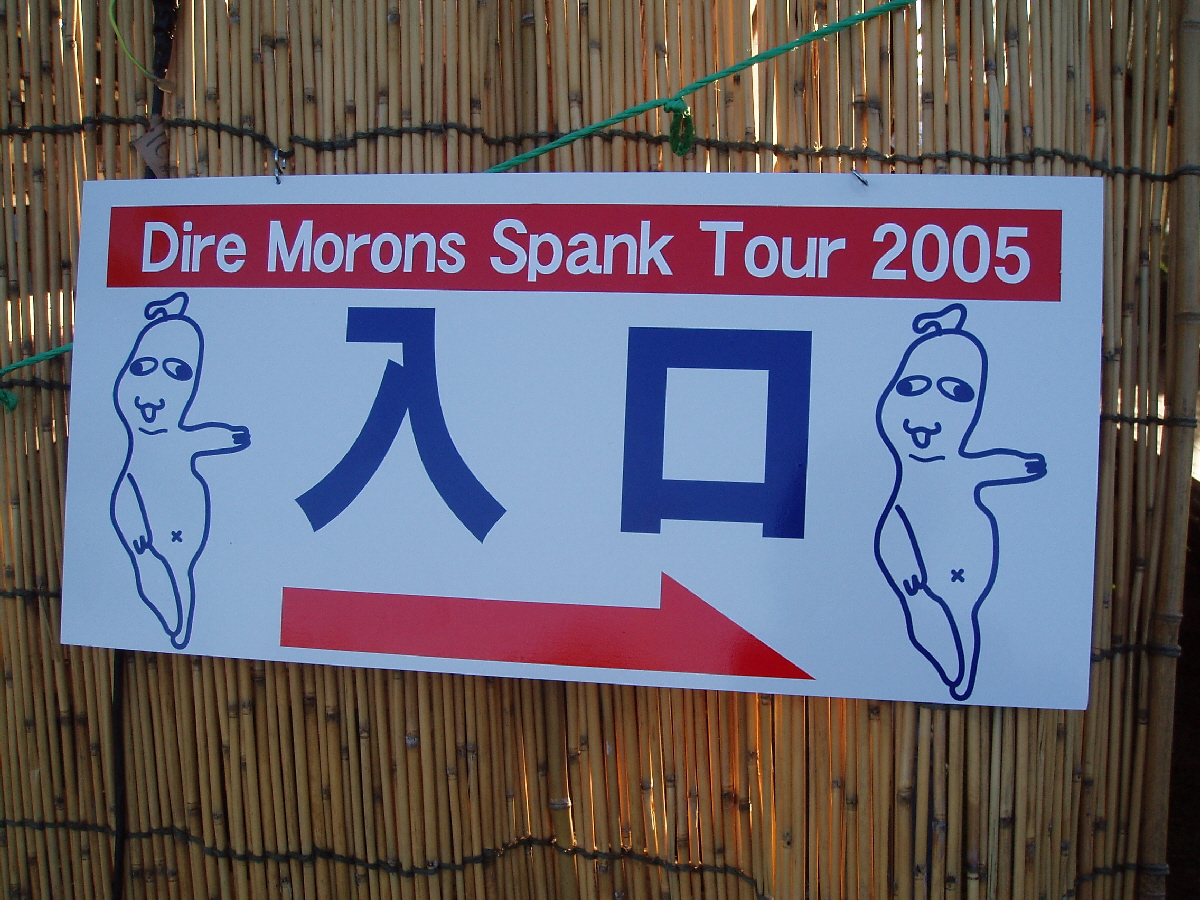 Dire Morons Spank Tour 2005
入口